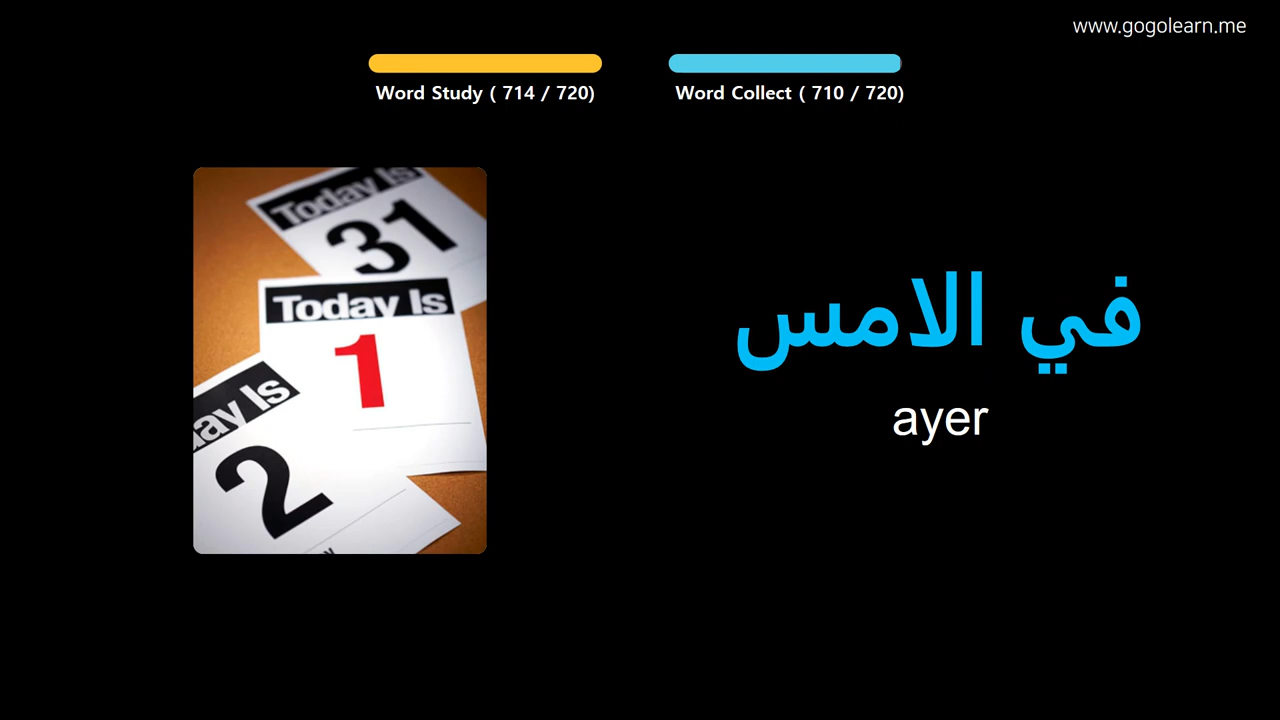 www.gogolearn.me
Word Study ( 714 / 720)
Word Collect ( 710 / 720)
Today Is
31
Today Is
1
ay Is
2
في الامس
ayer